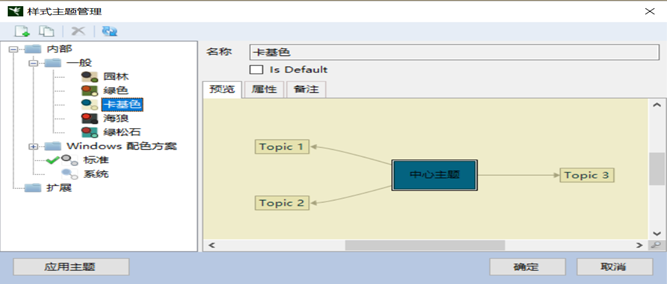 样式主题管理
内部
一般
园林
绿色
卡基色
海狼
绿松石
Windows 配色方案
标准
系统
扩展
名称
卡基色
Is Default
预览 属性 备注
Topic 1
中心主题
Topic 3
Topic 2
应用主题
确定
取消